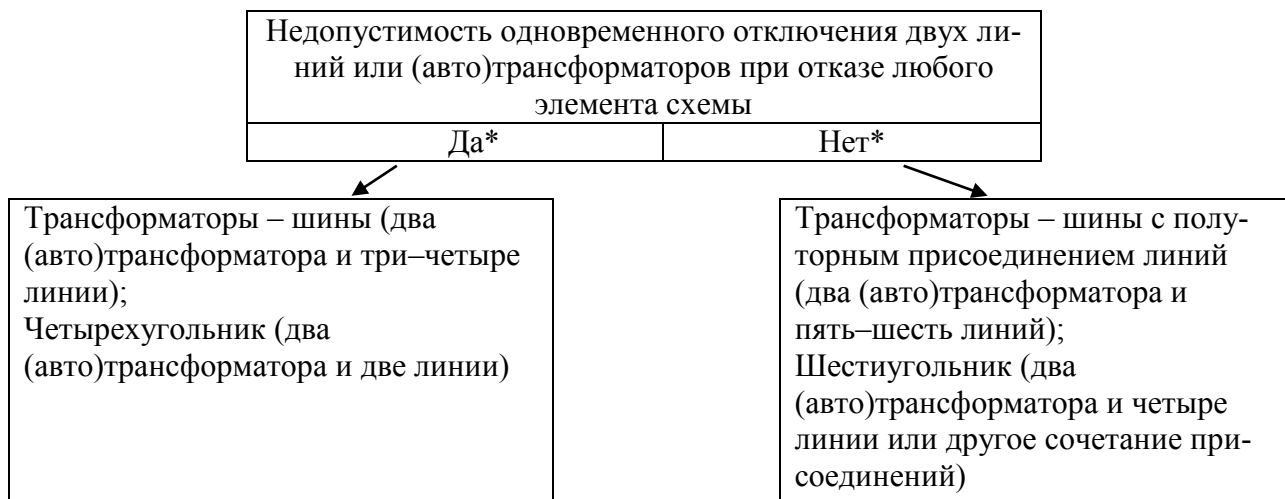 Недопустимость одновременного отключения двух ли-
ний или (авто)трансформаторов при отказе любого
элемента схемы
Да*
Нет*
Трансформаторы – шины (два
(авто)трансформатора и три–четыре
линии);
Четырехугольник (два
(авто)трансформатора и две линии)
Трансформаторы – шины с полу-
торным присоединением линий
(два (авто)трансформатора и
пять–шесть линий);
Шестиугольник (два
(авто)трансформатора и четыре
линии или другое сочетание при-
соединений)